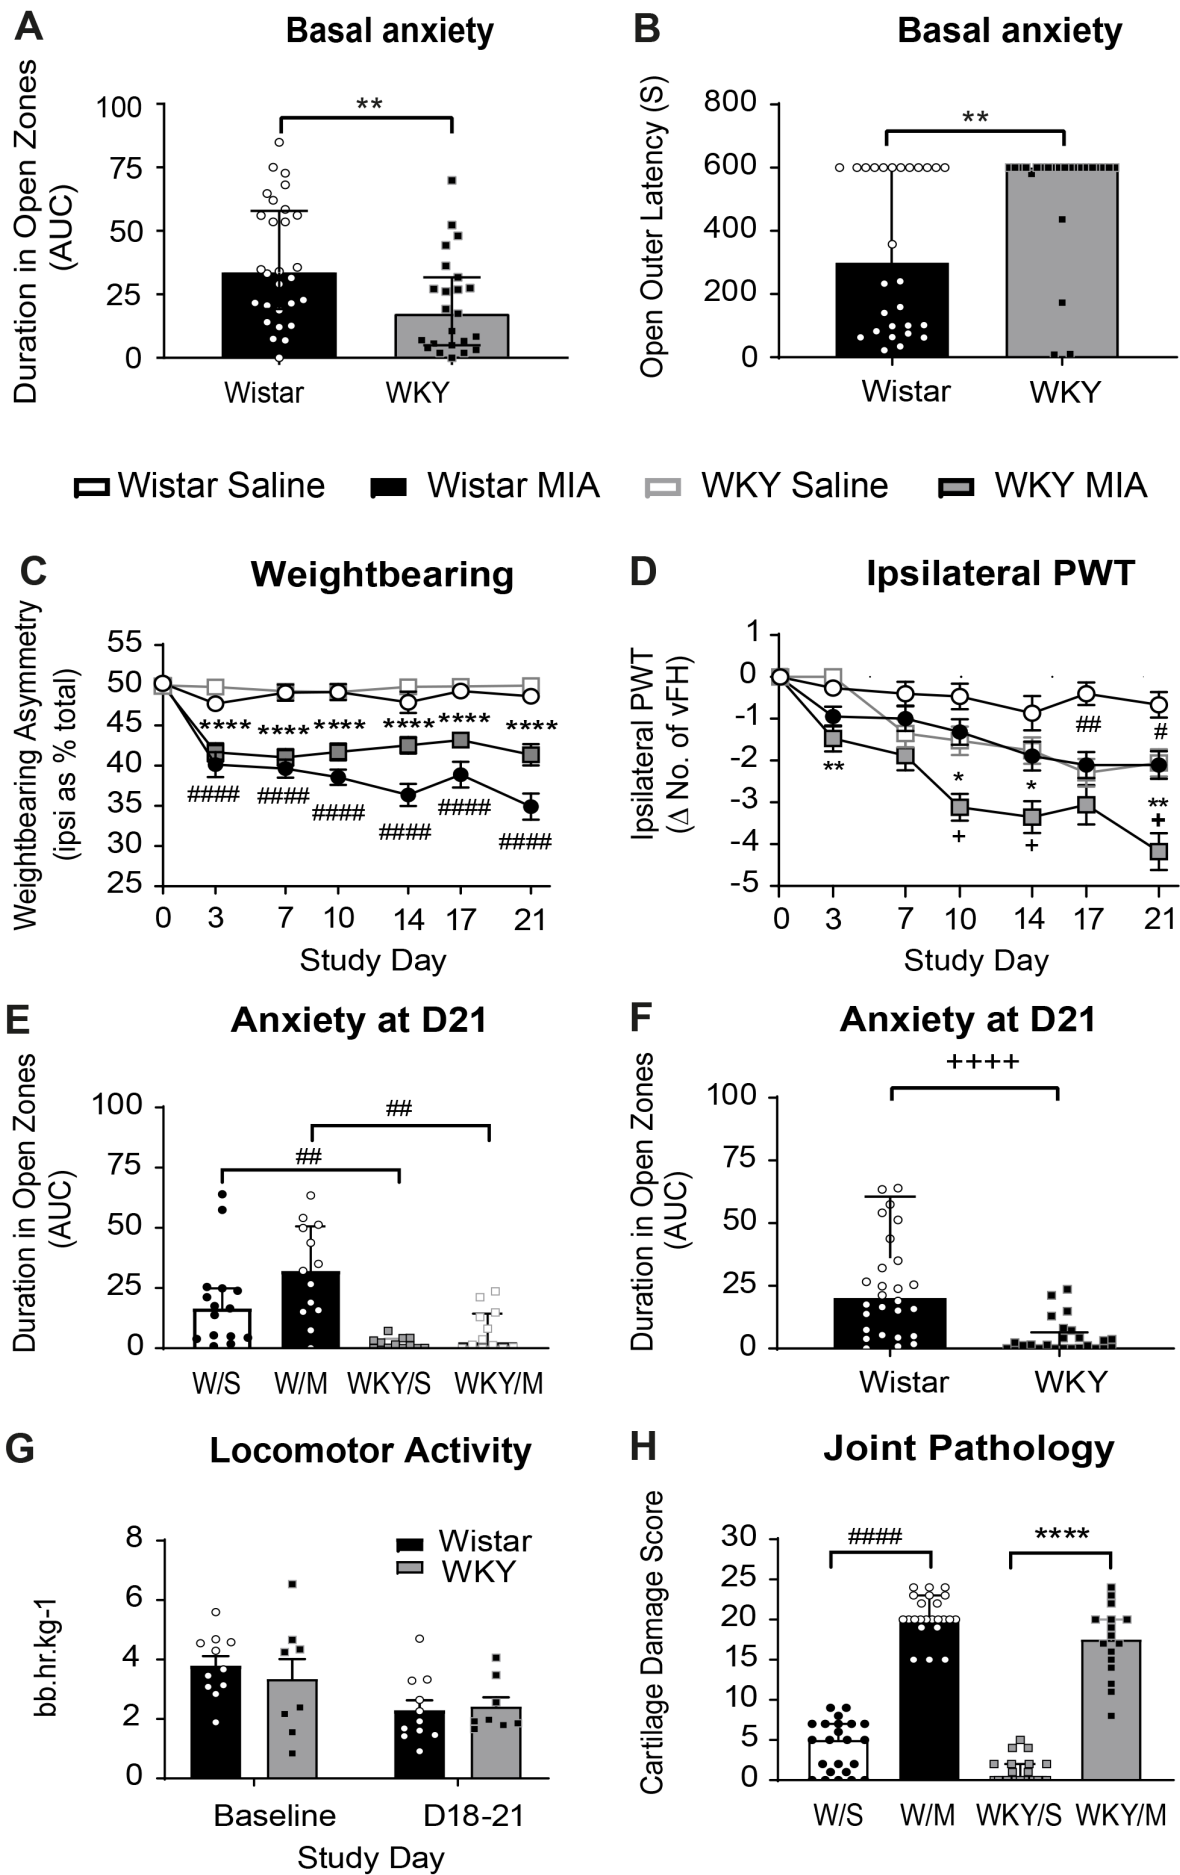 A
Basal anxiety
Duration in Open Zones
(AUC)
100
75
50
25
0
**
Wistar
WKY
B
Basal anxiety
Open Outer Latency (S)
800
600
400
200
0
**
Wistar
WKY
Wistar Saline
Wistar MIA
WKY Saline
WKY MIA
C
Weightbearing
Weightbearing Asymmetry
(ipsi as % total)
55
50
45
40
35
30
25
**** **** **** **** **** ****
#### #### #### #### #### ####
0 3 7 10 14 17 21
Study Day
D
Ipsilateral PWT
Ipsilateral PWT
(Δ No. of vFH)
1
0
-1
-2
-3
-4
-5
##
#
**
*
*
**
+
+
+
0 3 7 10 14 17 21
Study Day
E
Anxiety at D21
Duration in Open Zones
(AUC)
100
75
50
25
0
##
##
W/S W/M WKY/S WKY/M
F
Anxiety at D21
Duration in Open Zones
(AUC)
100
75
50
25
0
++++
Wistar
WKY
G
Locomotor Activity
bb.hr.kg-1
8
6
4
2
0
Wistar
WKY
Baseline
D18-21
Study Day
H
Joint Pathology
Cartilage Damage Score
30
25
20
15
10
5
0
####
****
W/S W/M WKY/S WKY/M